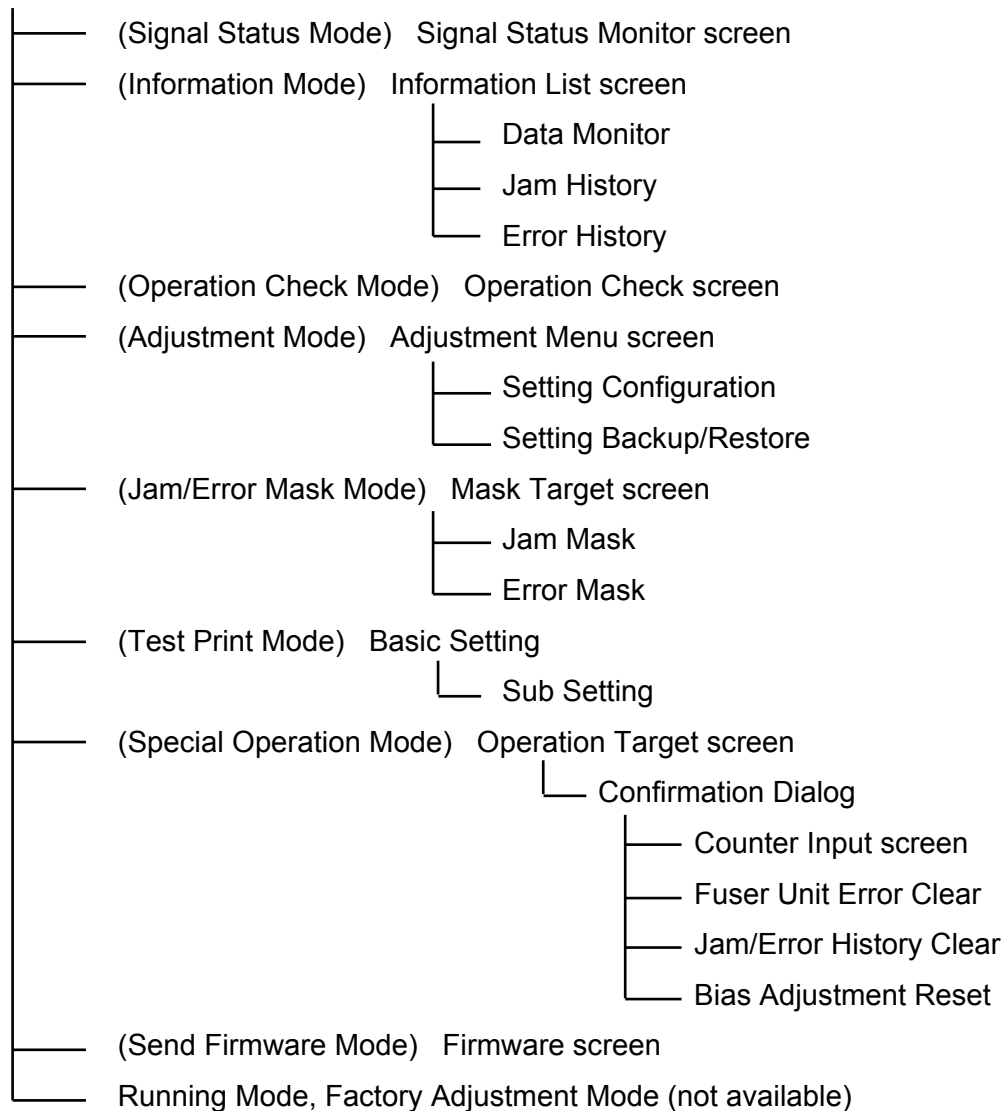 (Signal Status Mode) Signal Status Monitor screen
(Information Mode) Information List screen
Data Monitor
Jam History
Error History
(Operation Check Mode) Operation Check screen
(Adjustment Mode) Adjustment Menu screen
Setting Configuration
Setting Backup/Restore
(Jam/Error Mask Mode) Mask Target screen
Jam Mask
Error Mask
(Test Print Mode) Basic Setting
Sub Setting
(Special Operation Mode) Operation Target screen
Confirmation Dialog
Counter Input screen
Fuser Unit Error Clear
Jam/Error History Clear
Bias Adjustment Reset
(Send Firmware Mode) Firmware screen
Running Mode, Factory Adjustment Mode (not available)